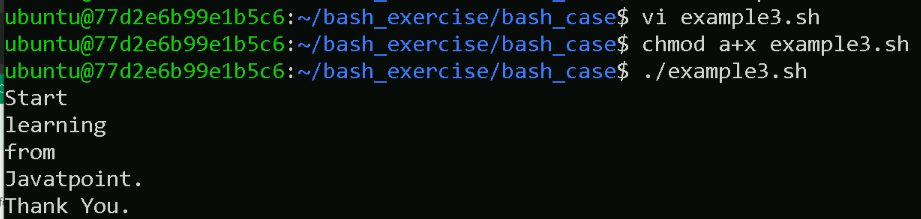 ubuntu@77d2e6b99e1b5c6:~/bash_exercise/bash_case$ vi example3.sh
ubuntu@77d2e6b99e1b5c6:~/bash_exercise/bash_case$ chmod a+x example3.sh
ubuntu@77d2e6b99e1b5c6:~/bash_exercise/bash_case$ ./example3.sh
Start
learning
from
Javatpoint.
Thank You.